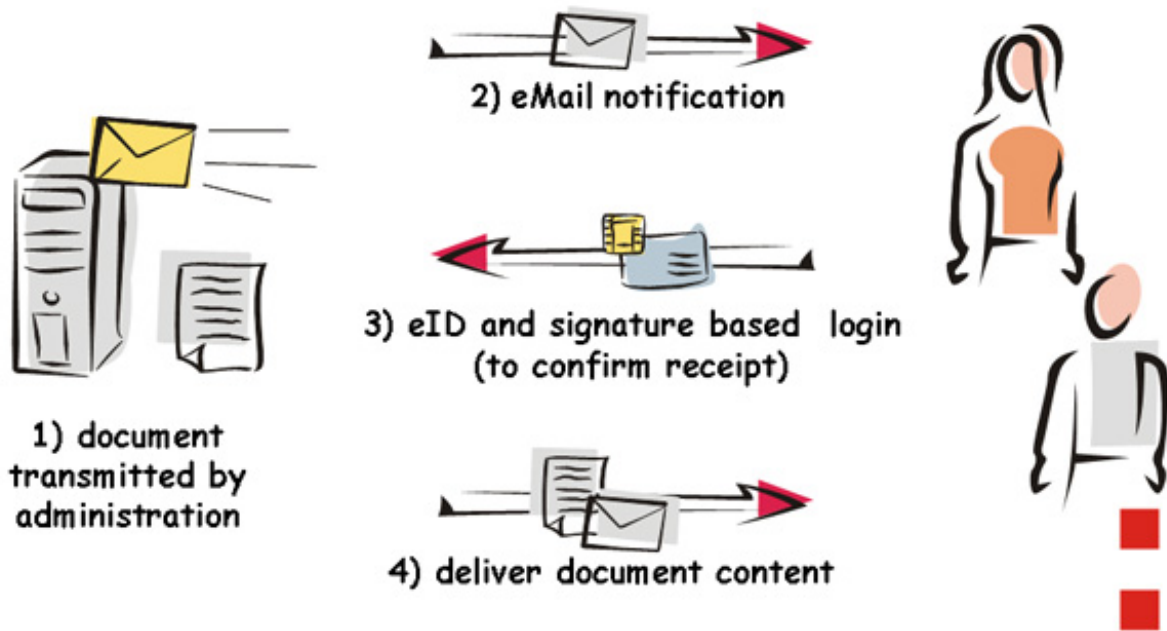 2) eMail notification
3) eID and signature based login
(to confirm receipt)
1) document
transmitted by
administration
4) deliver document content